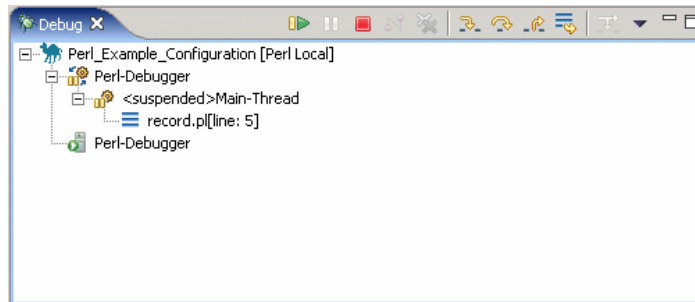 Debug
Perl_Example_Configuration [Perl Local]
Perl-Debugger
<suspended>Main-Thread
record.pl[line: 5]
Perl-Debugger